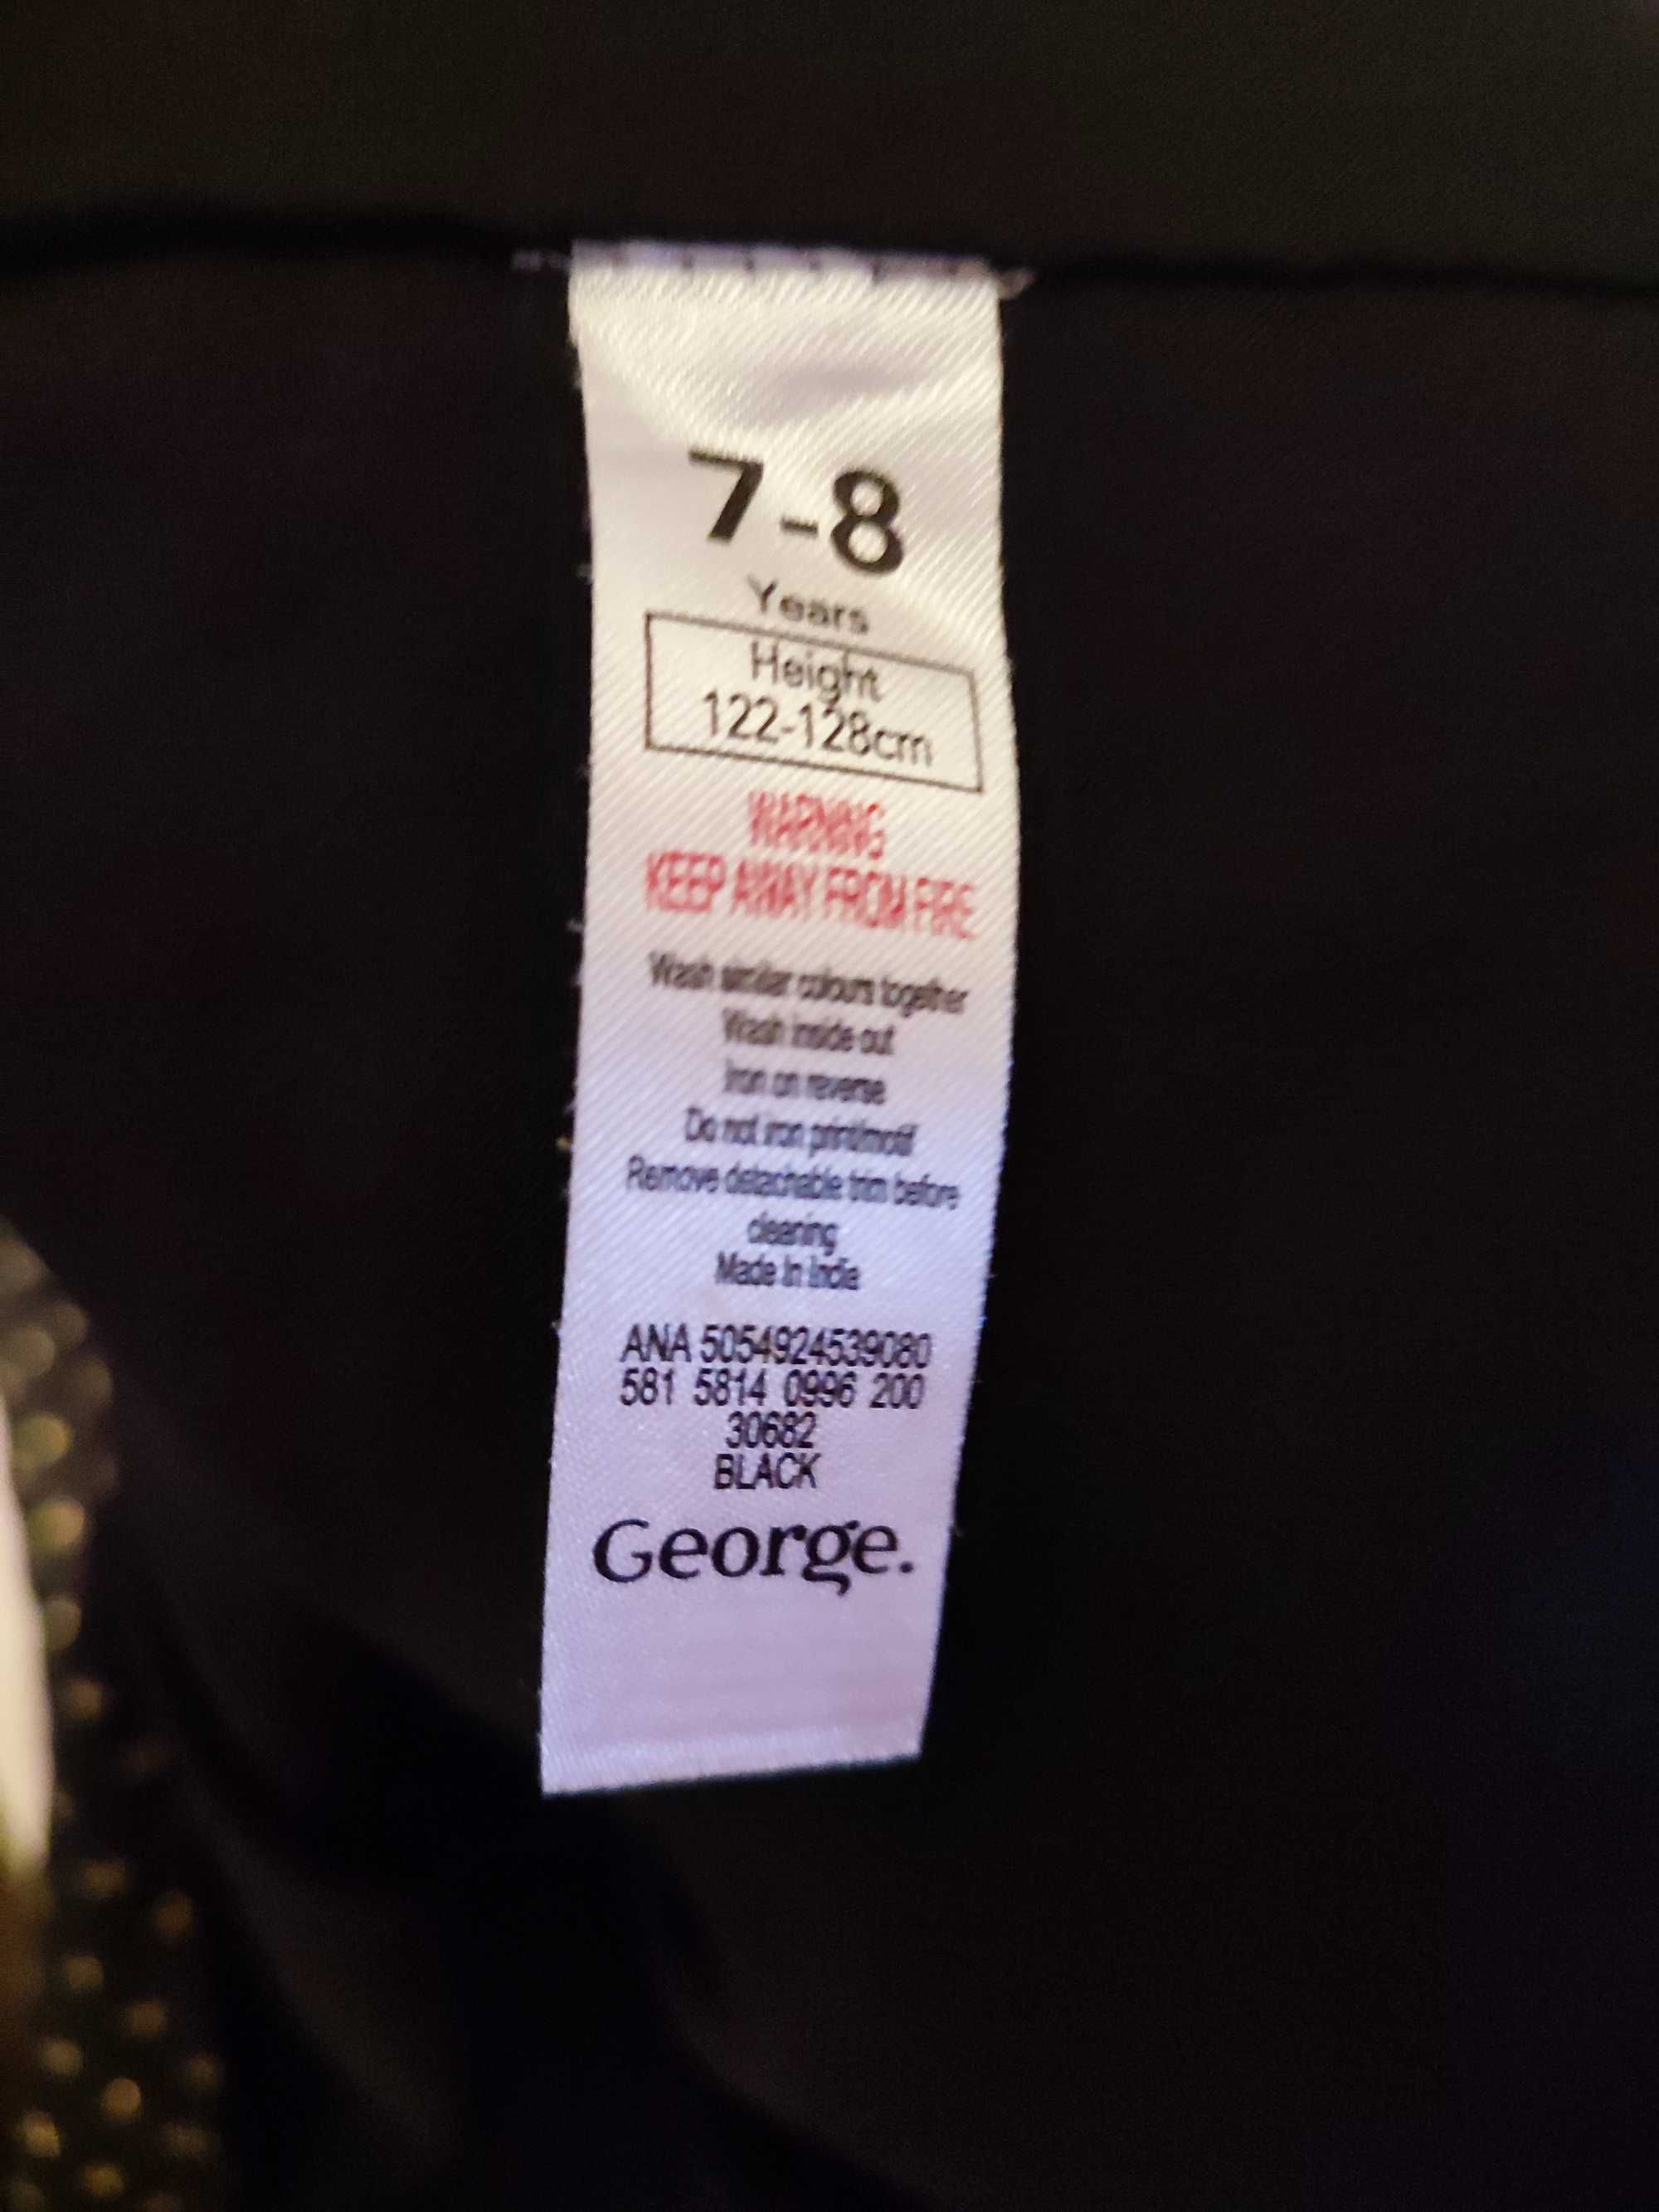 7-8
Years
Height
122-128cm
WARNING
KEEP AWAY FROM FIRE
Wash similar colours together
Wash inside out
Iron on reverse
Do not iron print/motif
Remove detachable trim before
cleaning
Made In India
ANA 5054924539080
581 5814 0996 200
30682
BLACK
George.